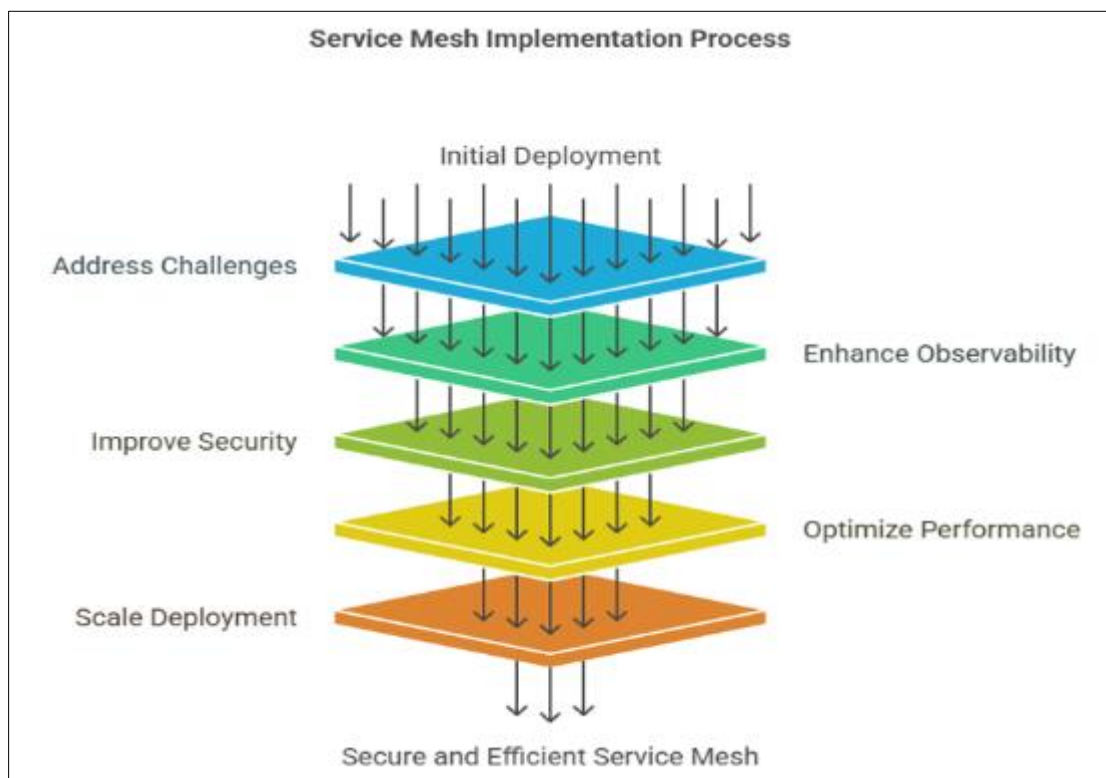 Service Mesh Implementation Process
Initial Deployment
Address Challenges
Enhance Observability
Improve Security
Optimize Performance
Scale Deployment
Secure and Efficient Service Mesh